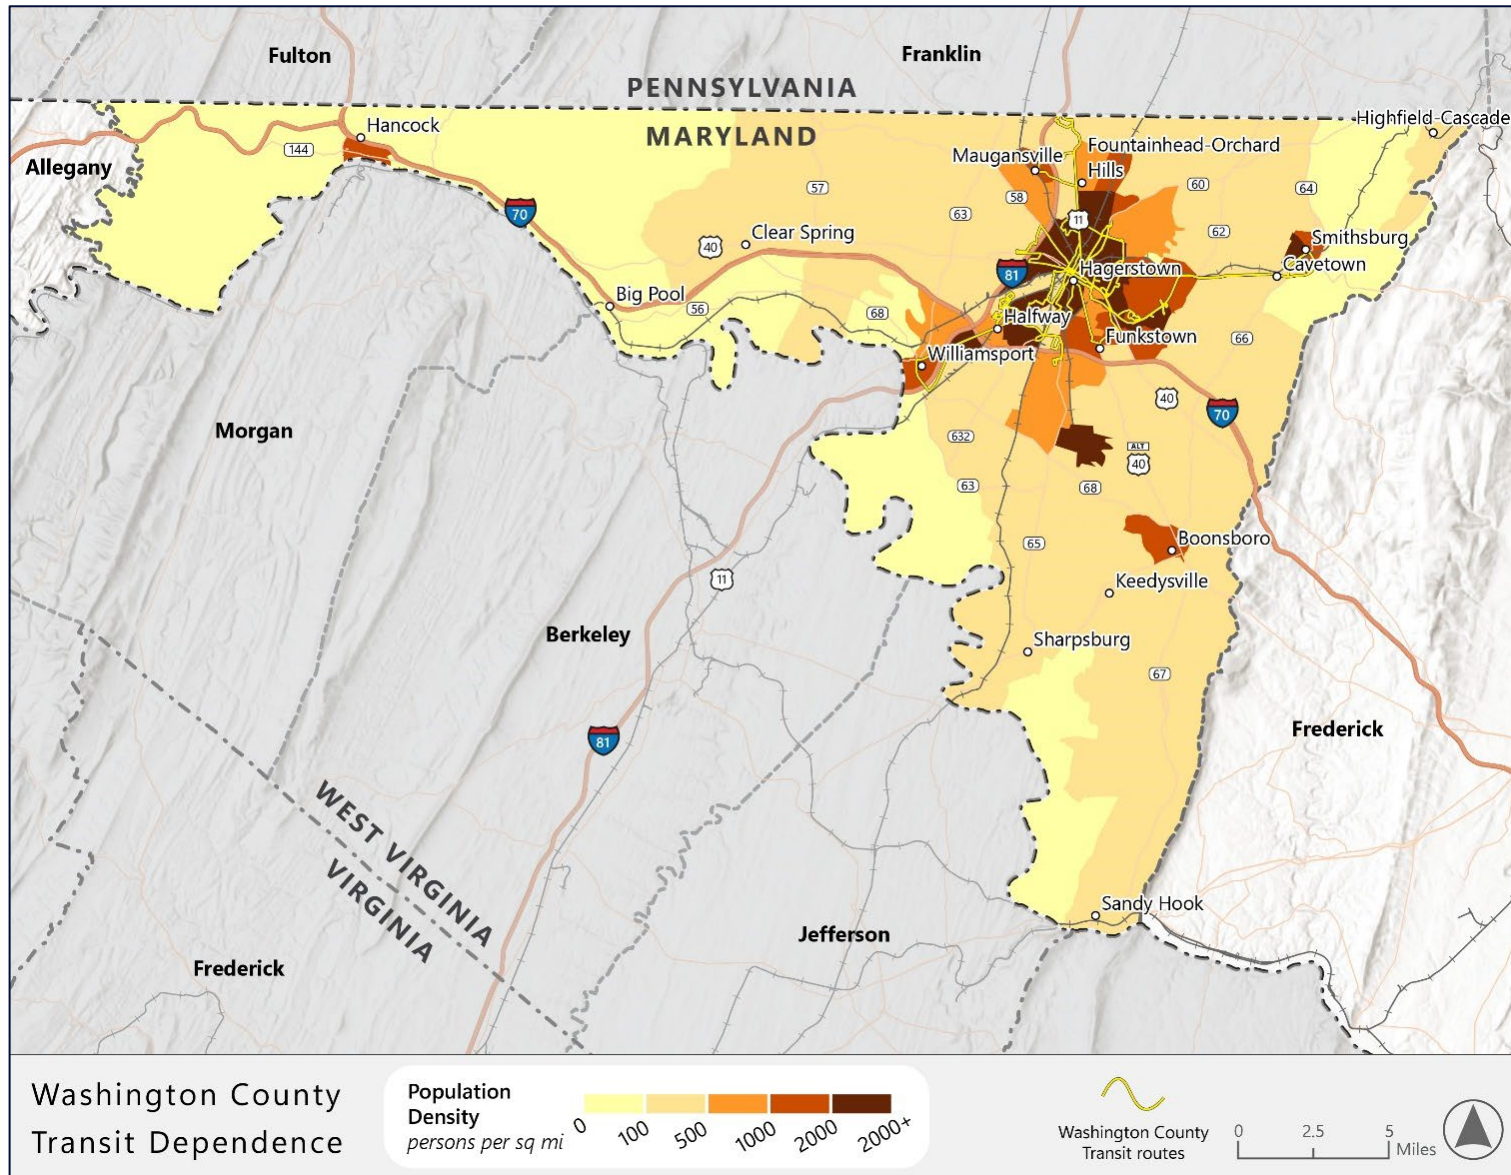 Fulton
Franklin
PENNSYLVANIA
MARYLAND
Highfield-Cascade
Hancock
144
Allegany
Maugansville
Fountainhead-Orchard
Hills
57
58
60
64
63
62
70
11
40
Clear Spring
Smithsburg
Cavetown
81
Hagerstown
Big Pool
56
68
Halfway
Funkstown
66
Williamsport
40
70
Morgan
632
ALT
40
63
68
65
Boonsboro
11
Keedysville
Berkeley
Sharpsburg
67
81
Frederick
WEST VIRGINIA
VIRGINIA
Sandy Hook
Jefferson
Frederick
Washington County
Transit Dependence
Population
Density
persons per sq mi
0 100 500 1000 2000 2000+
Washington County
Transit routes
0 2.5 5
Miles